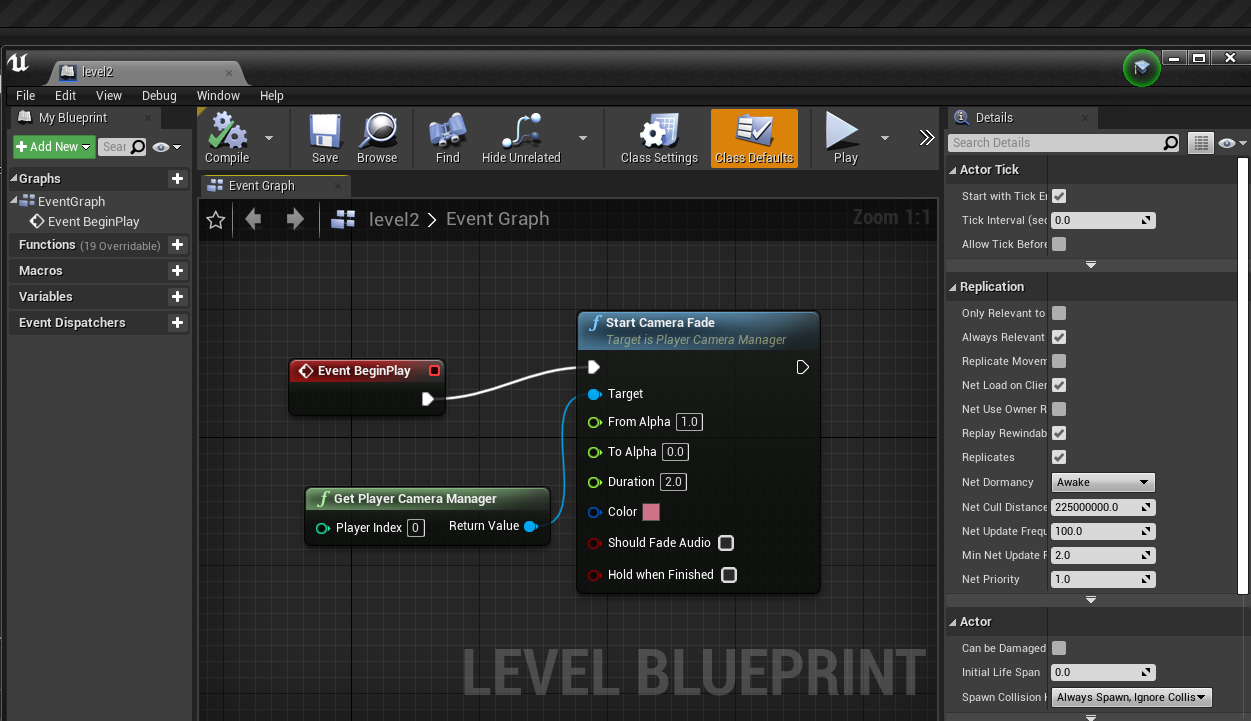 level2
File Edit View Debug Window Help
My Blueprint
Add New
Sear
Graphs
EventGraph
Event BeginPlay
Functions (19 Overridable)
Macros
Variables
Event Dispatchers
Compile
Save
Browse
Find
Hide Unrelated
Class Settings
Class Defaults
Play
Event Graph
level2 > Event Graph
Zoom 1:1
Event BeginPlay
f Get Player Camera Manager
Player Index 0
Return Value
f Start Camera Fade
Target is Player Camera Manager
Target
From Alpha 1.0
To Alpha 0.0
Duration 2.0
Color
Should Fade Audio
Hold when Finished
LEVEL BLUEPRINT
Details
Search Details
Actor Tick
Start with Tick En
Tick Interval (sec 0.0
Allow Tick Before
Replication
Only Relevant to
Always Relevant
Replicate Movem
Net Load on Clien
Net Use Owner R
Replay Rewindab
Replicates
Net Dormancy Awake
Net Cull Distance 225000000.0
Net Update Frequ 100.0
Min Net Update F 2.0
Net Priority 1.0
Actor
Can be Damaged
Initial Life Span 0.0
Spawn Collision H Always Spawn, Ignore Collis